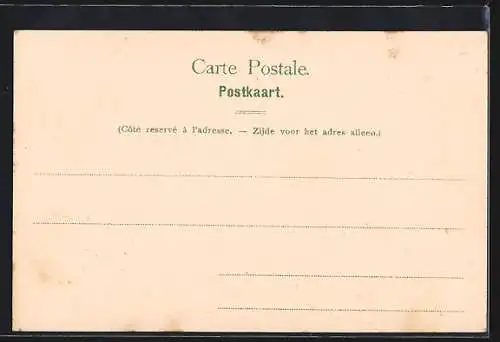 Carte Postale.
Postkaart.
(Côté reservé à l'adresse. — Zijde voor het adres alleen.)